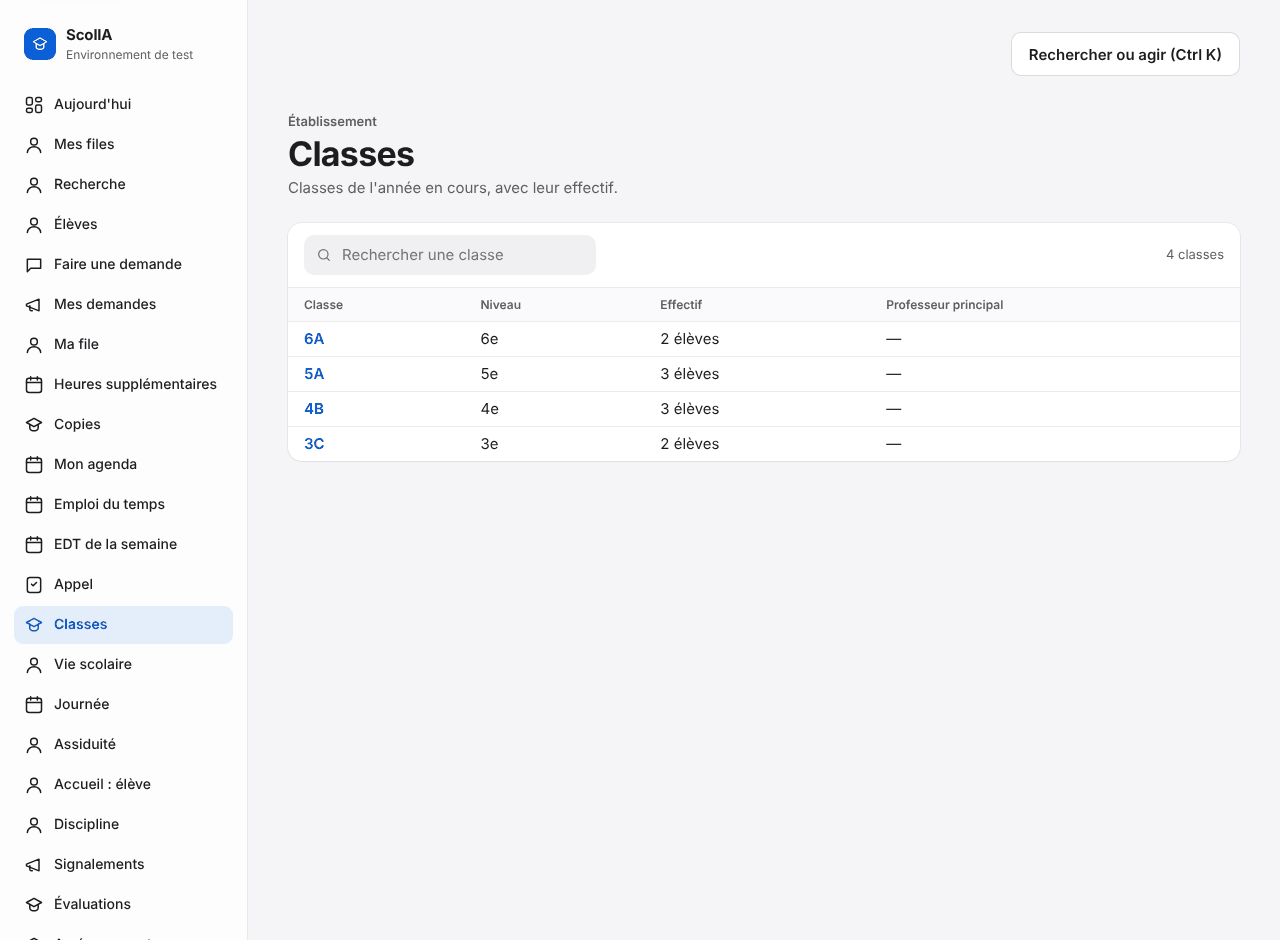 ScolIA
Environnement de test
Aujourd'hui
Mes files
Recherche
Élèves
Faire une demande
Mes demandes
Ma file
Heures supplémentaires
Copies
Mon agenda
Emploi du temps
EDT de la semaine
Appel
Classes
Vie scolaire
Journée
Assiduité
Accueil : élève
Discipline
Signalements
Évaluations
Rechercher ou agir (Ctrl K)
Établissement
Classes
Classes de l'année en cours, avec leur effectif.
Rechercher une classe
4 classes
Classe Niveau Effectif Professeur principal
6A 6e 2 élèves —
5A 5e 3 élèves —
4B 4e 3 élèves —
3C 3e 2 élèves —